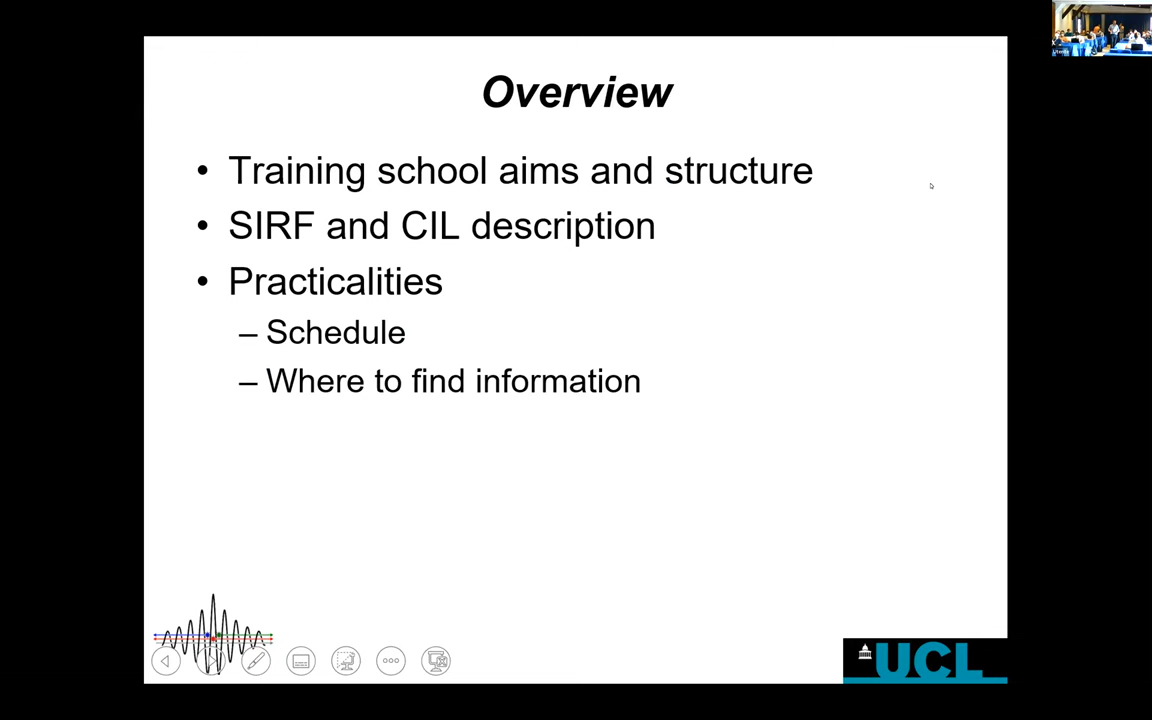 Overview
• Training school aims and structure
• SIRF and CIL description
• Practicalities
– Schedule
– Where to find information
UCL